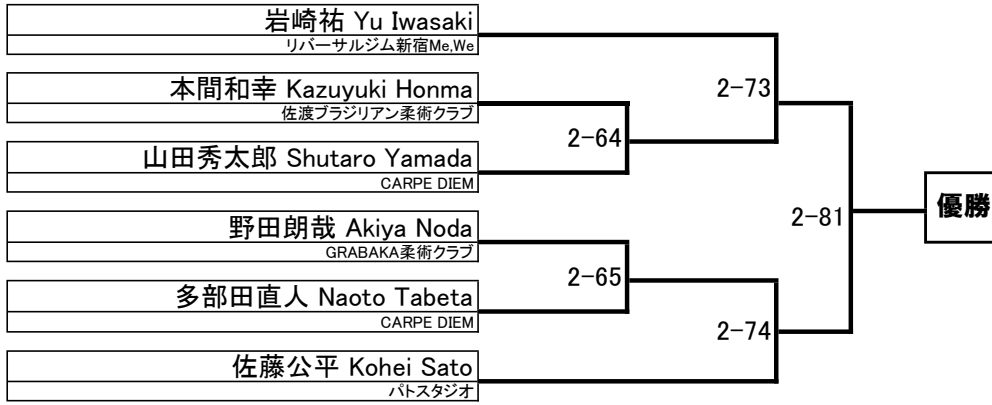 岩崎祐 Yu Iwasaki
リバーサルジム新宿Me,We
2-73
本間和幸 Kazuyuki Honma
佐渡ブラジリアン柔術クラブ
2-64
山田秀太郎 Shutaro Yamada
CARPE DIEM
2-81
優勝
野田朗哉 Akiya Noda
GRABAKA柔術クラブ
2-65
多部田直人 Naoto Tabeta
CARPE DIEM
2-74
佐藤公平 Kohei Sato
パトスタジオ